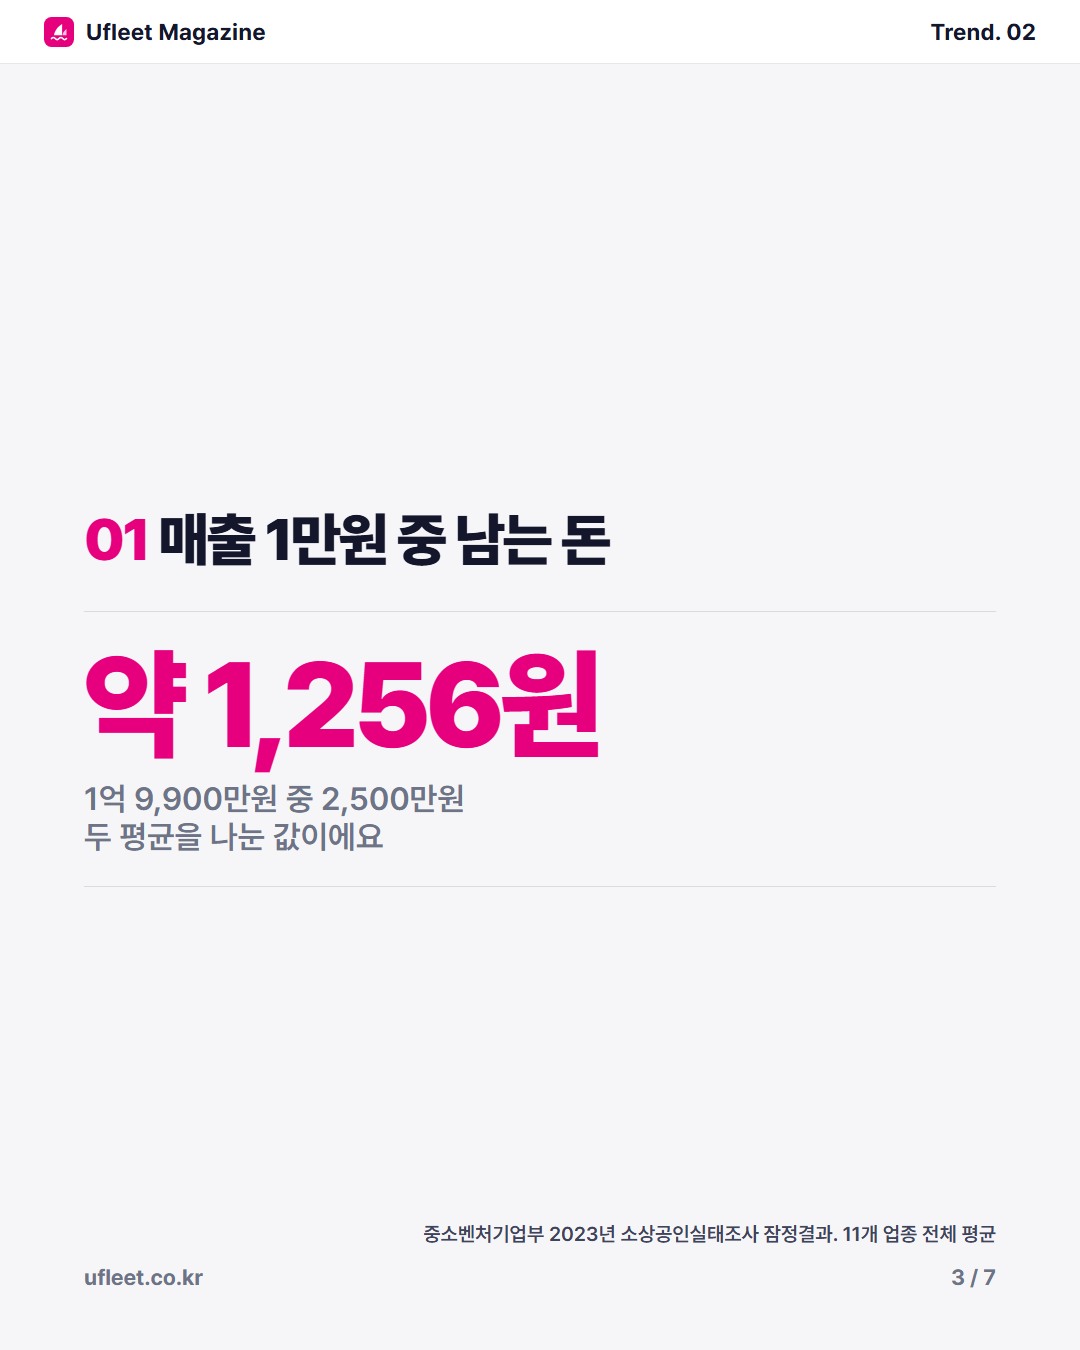 Ufleet Magazine
Trend. 02
01 매출 1만원 중 남는 돈
약 1,256원
1억 9,900만원 중 2,500만원
두 평균을 나눈 값이에요
중소벤처기업부 2023년 소상공인실태조사 잠정결과. 11개 업종 전체 평균
ufleet.co.kr
3 / 7